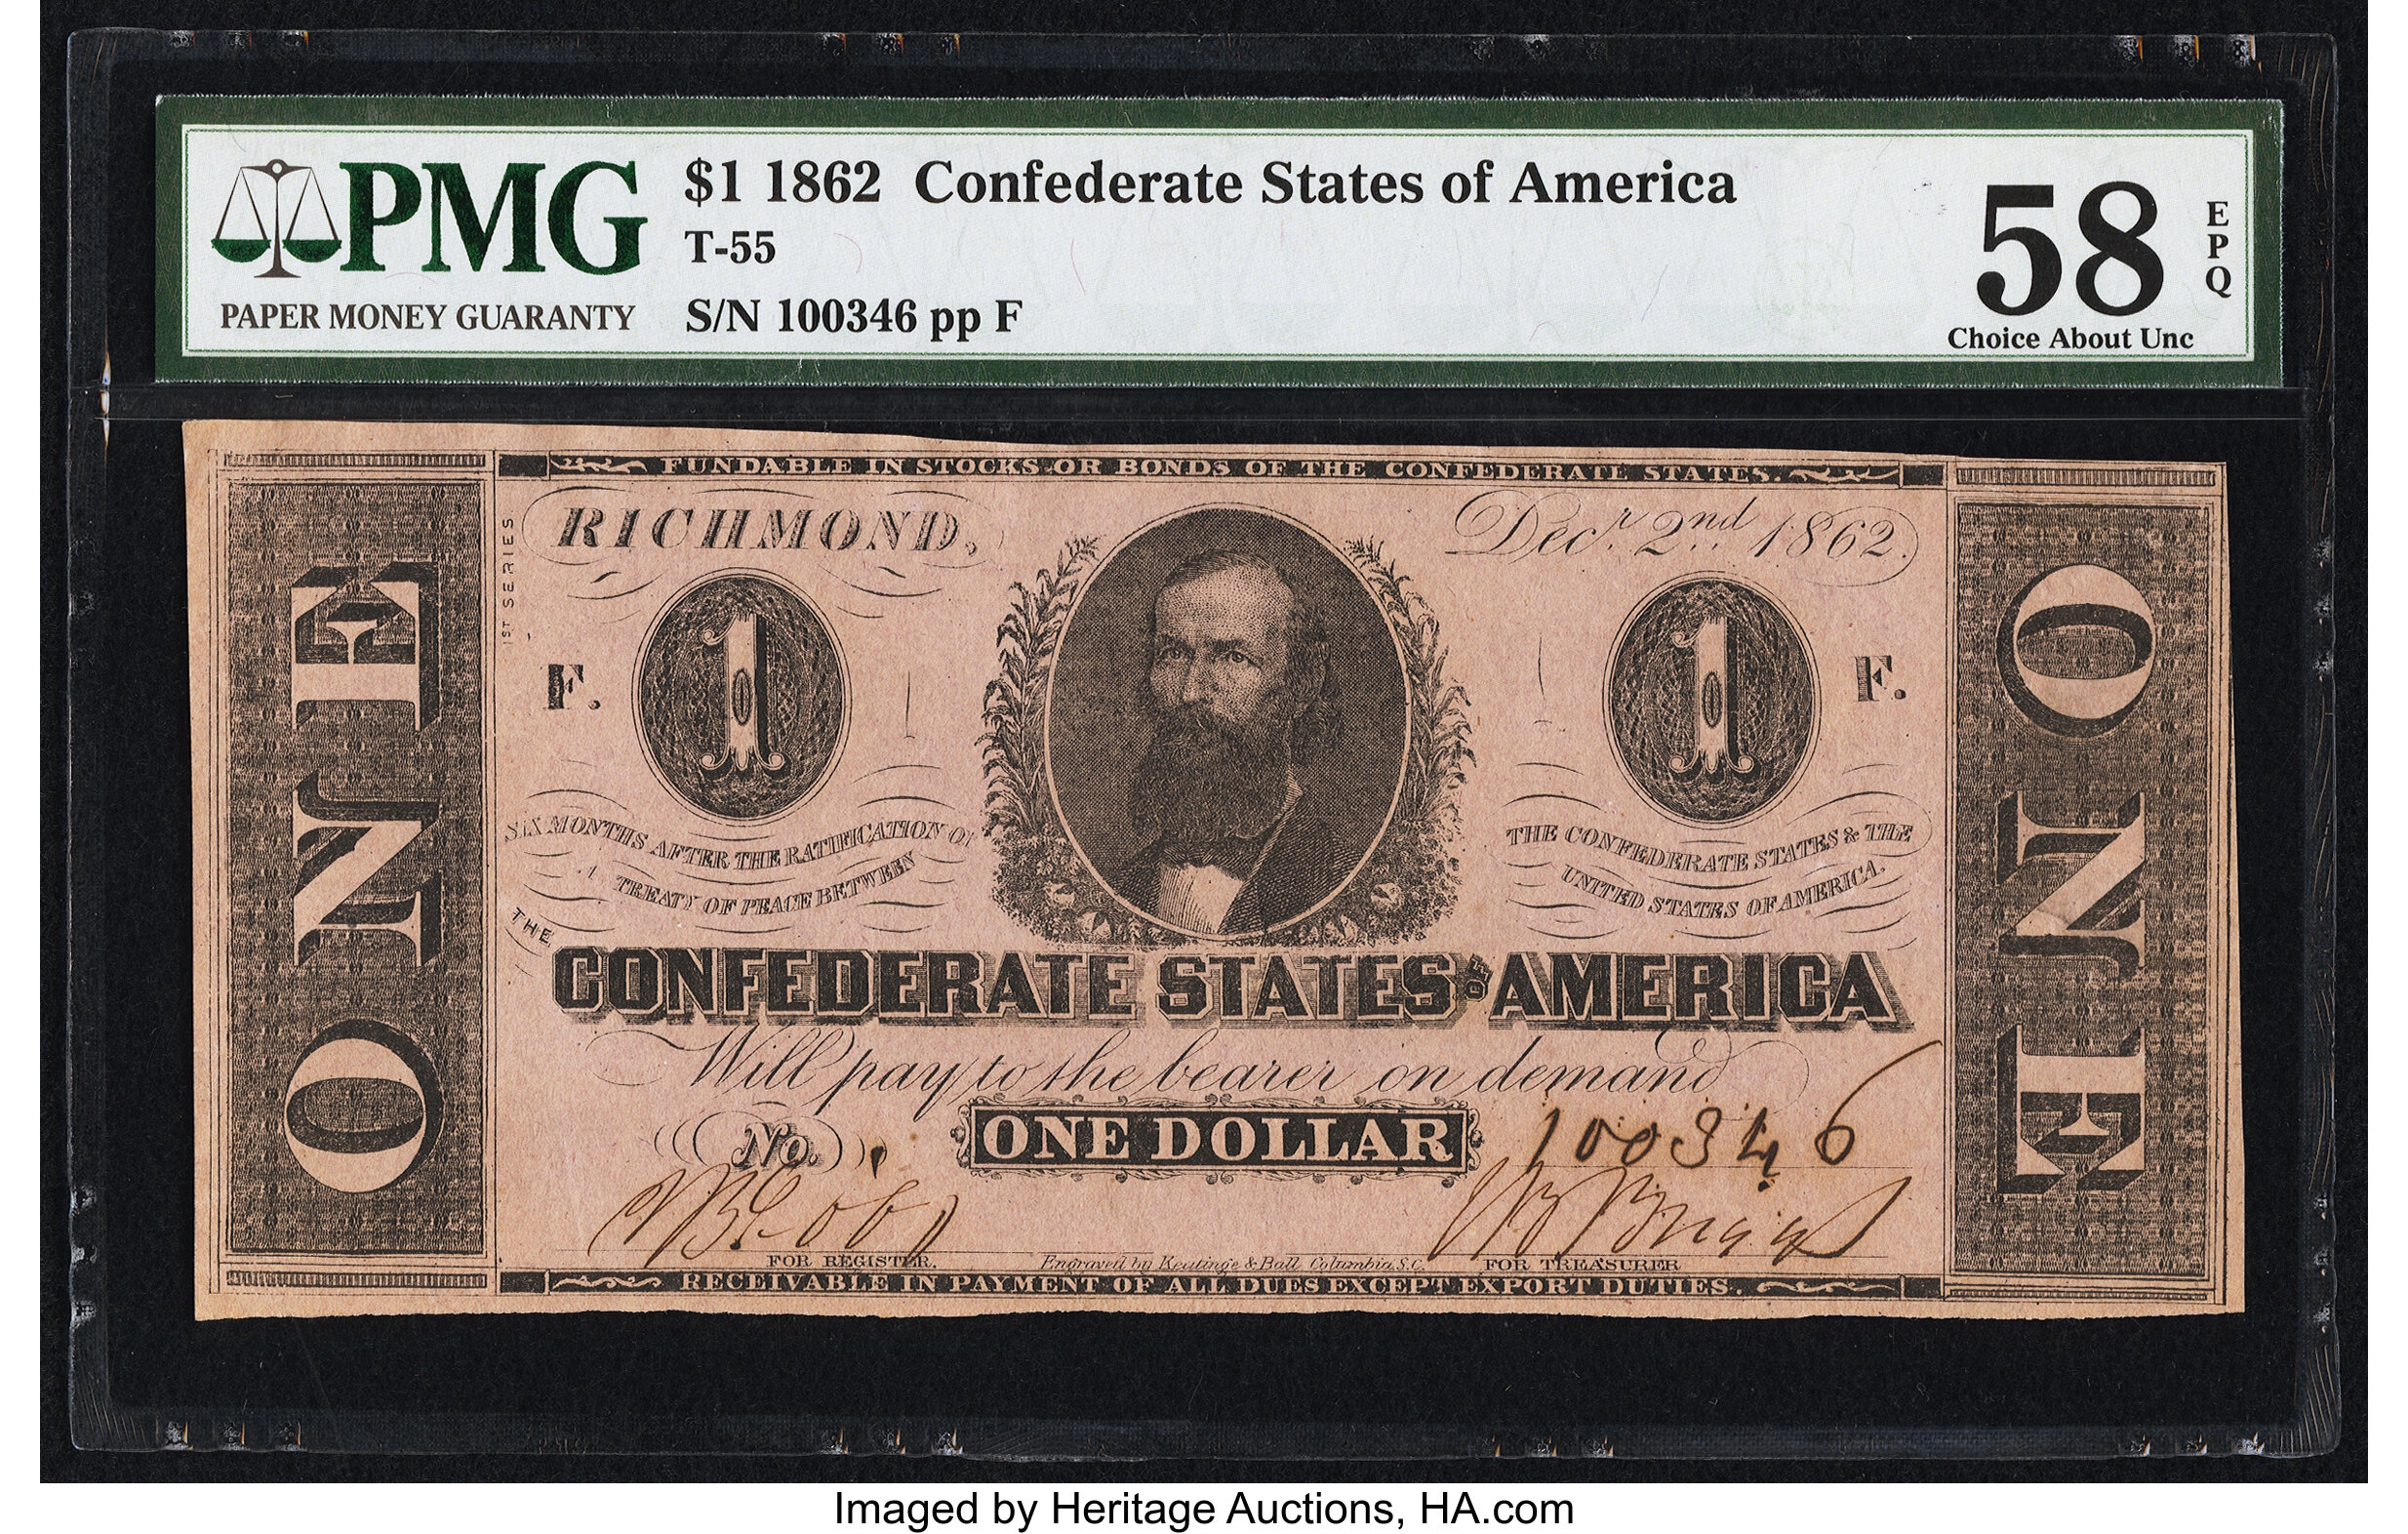 PMG
PAPER MONEY GUARANTY
$1 1862 Confederate States of America
T-55
S/N 100346 pp F
58
EPQ
Choice About Unc
FUNDABLE IN STOCKS OR BONDS OF THE CONFEDERATE STATES.
1ST SERIES
RICHMOND,
Decr. 2nd 1862.
ONE
F.
1
1
F.
ONE
SIX MONTHS AFTER THE RATIFICATION OF
A TREATY OF PEACE BETWEEN
THE CONFEDERATE STATES & THE
UNITED STATES OF AMERICA.
THE
CONFEDERATE STATES OF AMERICA
Will pay to the bearer on demand
No.
ONE DOLLAR
100346
FOR REGISTER.
Engraved by Keatinge & Ball Columbia, S.C.
FOR TREASURER
RECEIVABLE IN PAYMENT OF ALL DUES EXCEPT EXPORT DUTIES.
Imaged by Heritage Auctions, HA.com